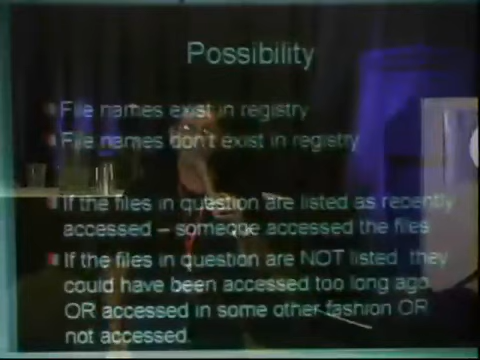 Possibility
File names exist in registry
File names don't exist in registry
If the files in question are listed as recently
accessed – someone accessed the files
If the files in question are NOT listed they
could have been accessed too long ago
OR accessed in some other fashion OR
not accessed.